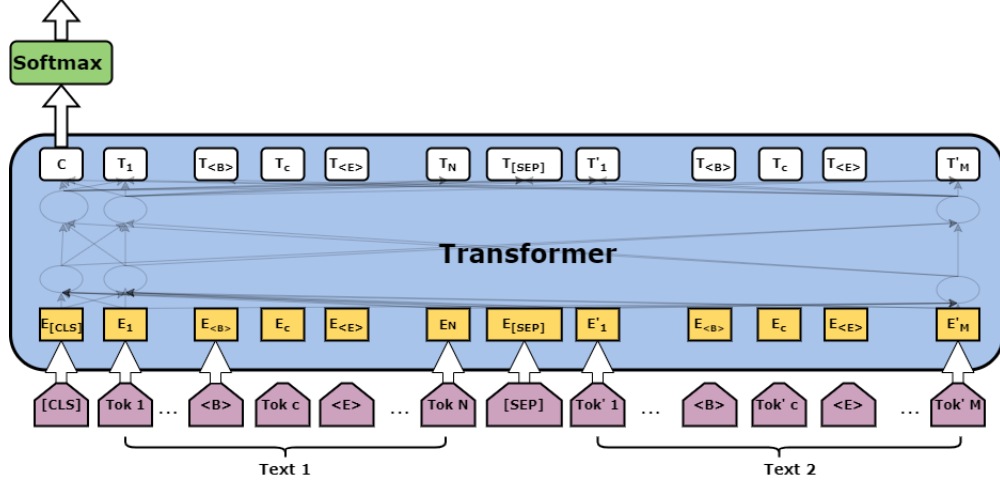 Softmax
C T₁ T<B> Tc T<E> TN T[SEP] T'₁ T<B> Tc T<E> T'M
Transformer
E[CLS] E₁ E<B> Ec E<E> EN E[SEP] E'₁ E<B> Ec E<E> E'M
[CLS] Tok 1 ... <B> Tok c <E> ... Tok N [SEP] Tok' 1 ... <B> Tok' c <E> ... Tok' M
Text 1 Text 2